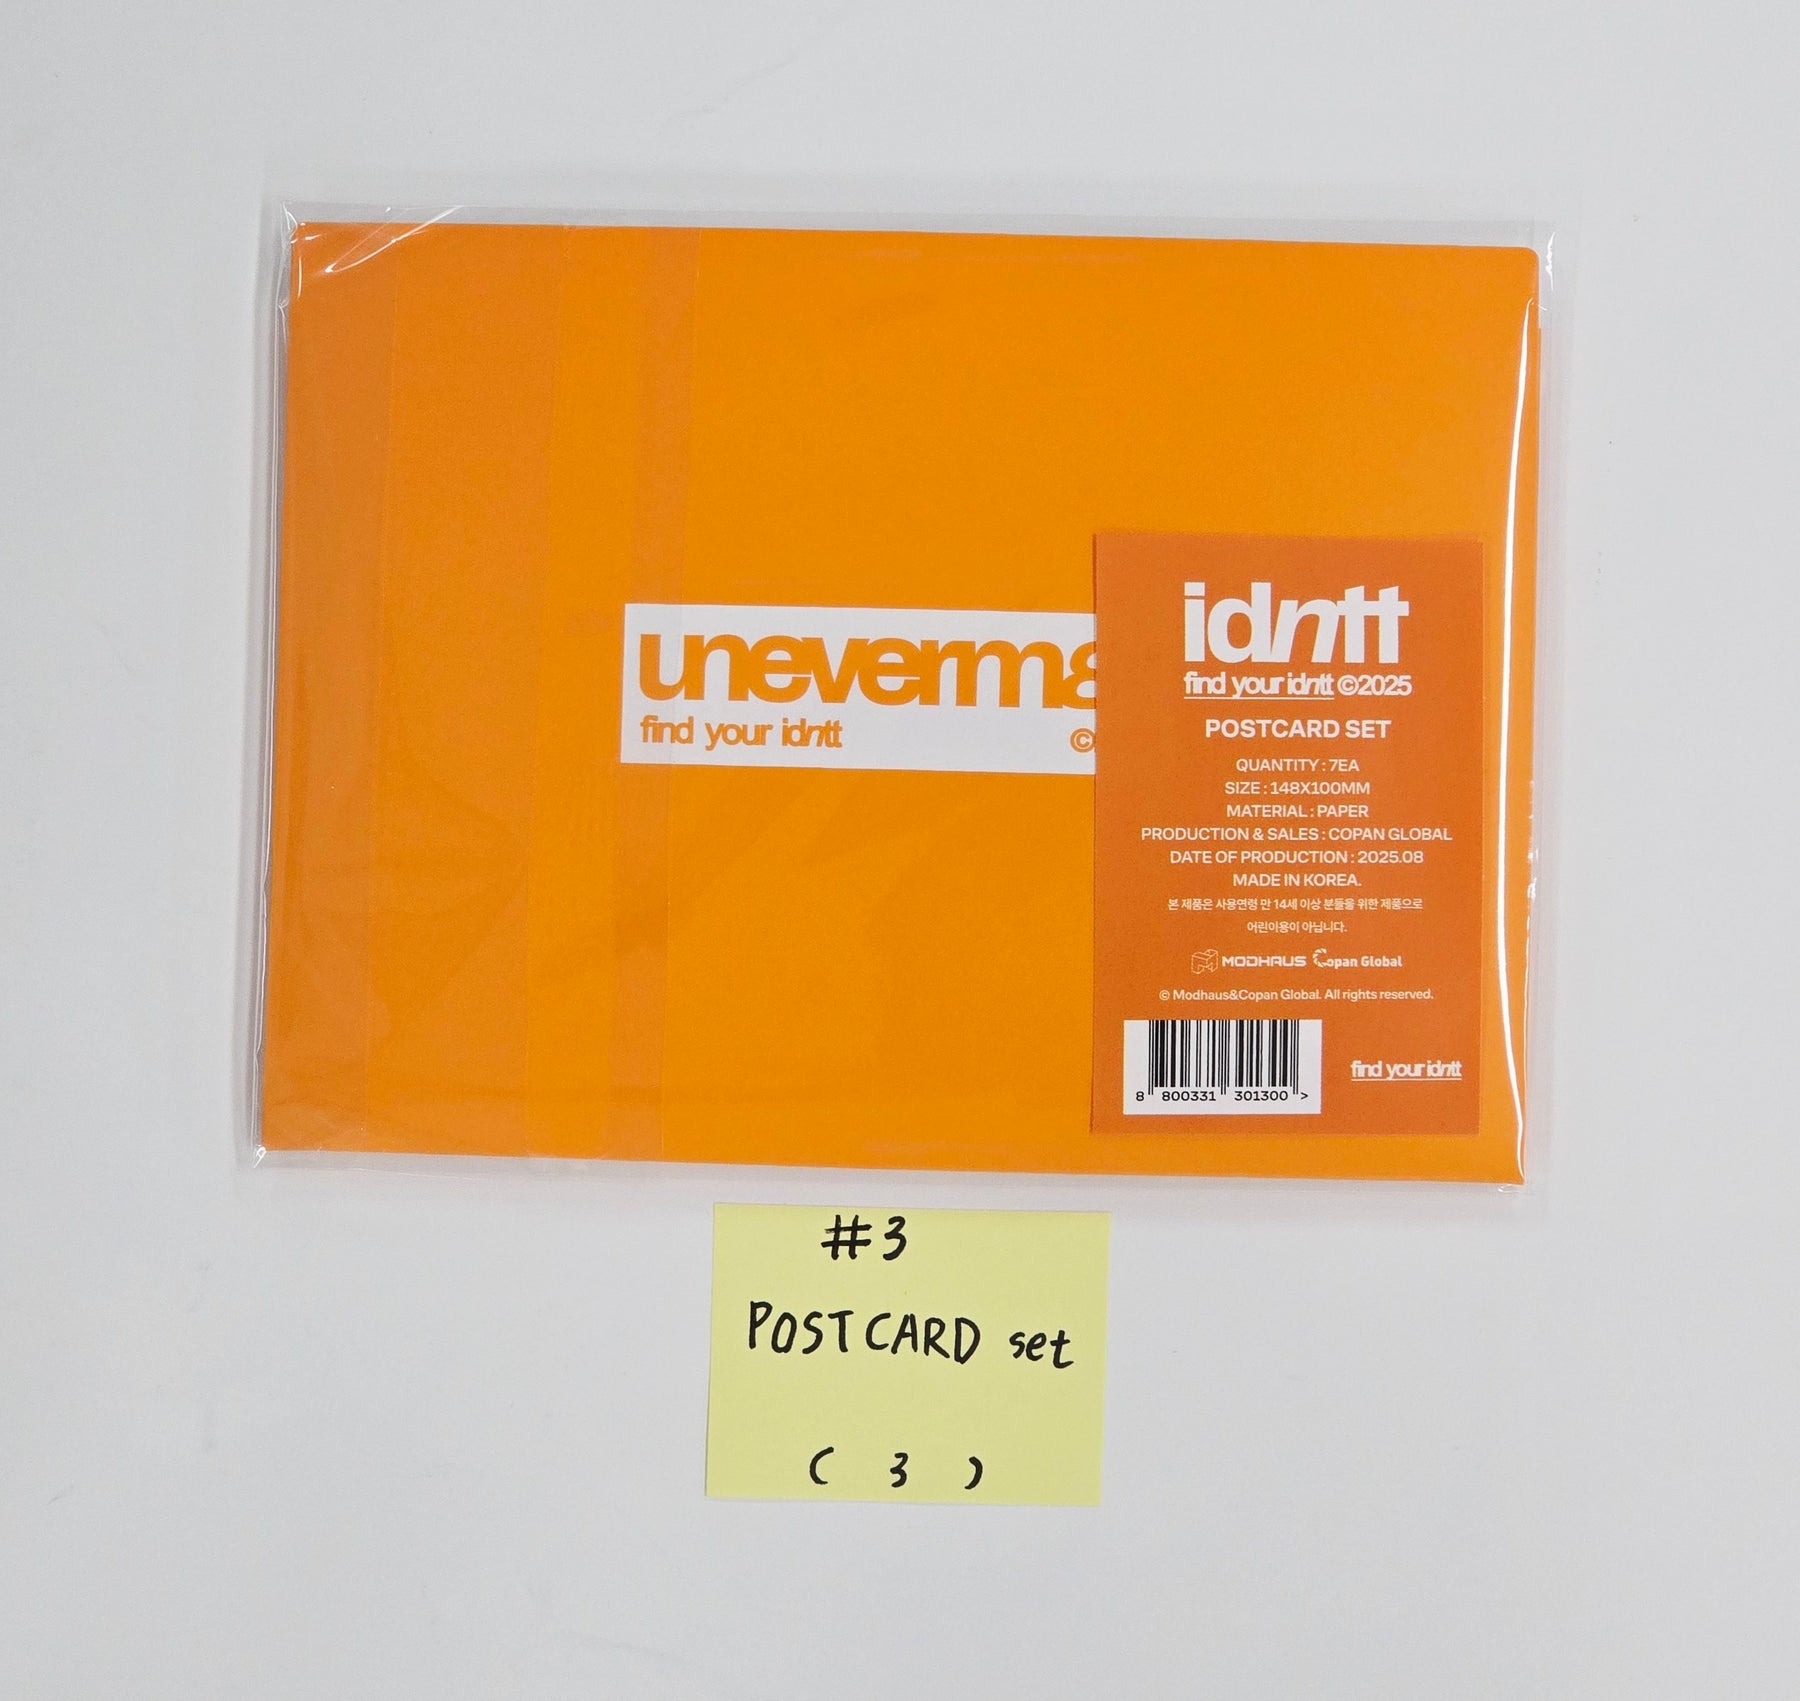 unever
find your idntt
©
idntt
find your idntt ©2025
POSTCARD SET
QUANTITY : 7EA
SIZE : 148X100MM
MATERIAL : PAPER
PRODUCTION & SALES : COPAN GLOBAL
DATE OF PRODUCTION : 2025.08
MADE IN KOREA.
본 제품은 사용연령 만 14세 이상 분들을 위한 제품으로
어린이용이 아닙니다.
MODHAUS Copan Global
© Modhaus&Copan Global. All rights reserved.
8 800331 301300 >
find your idntt
#3
POSTCARD set
( 3 )